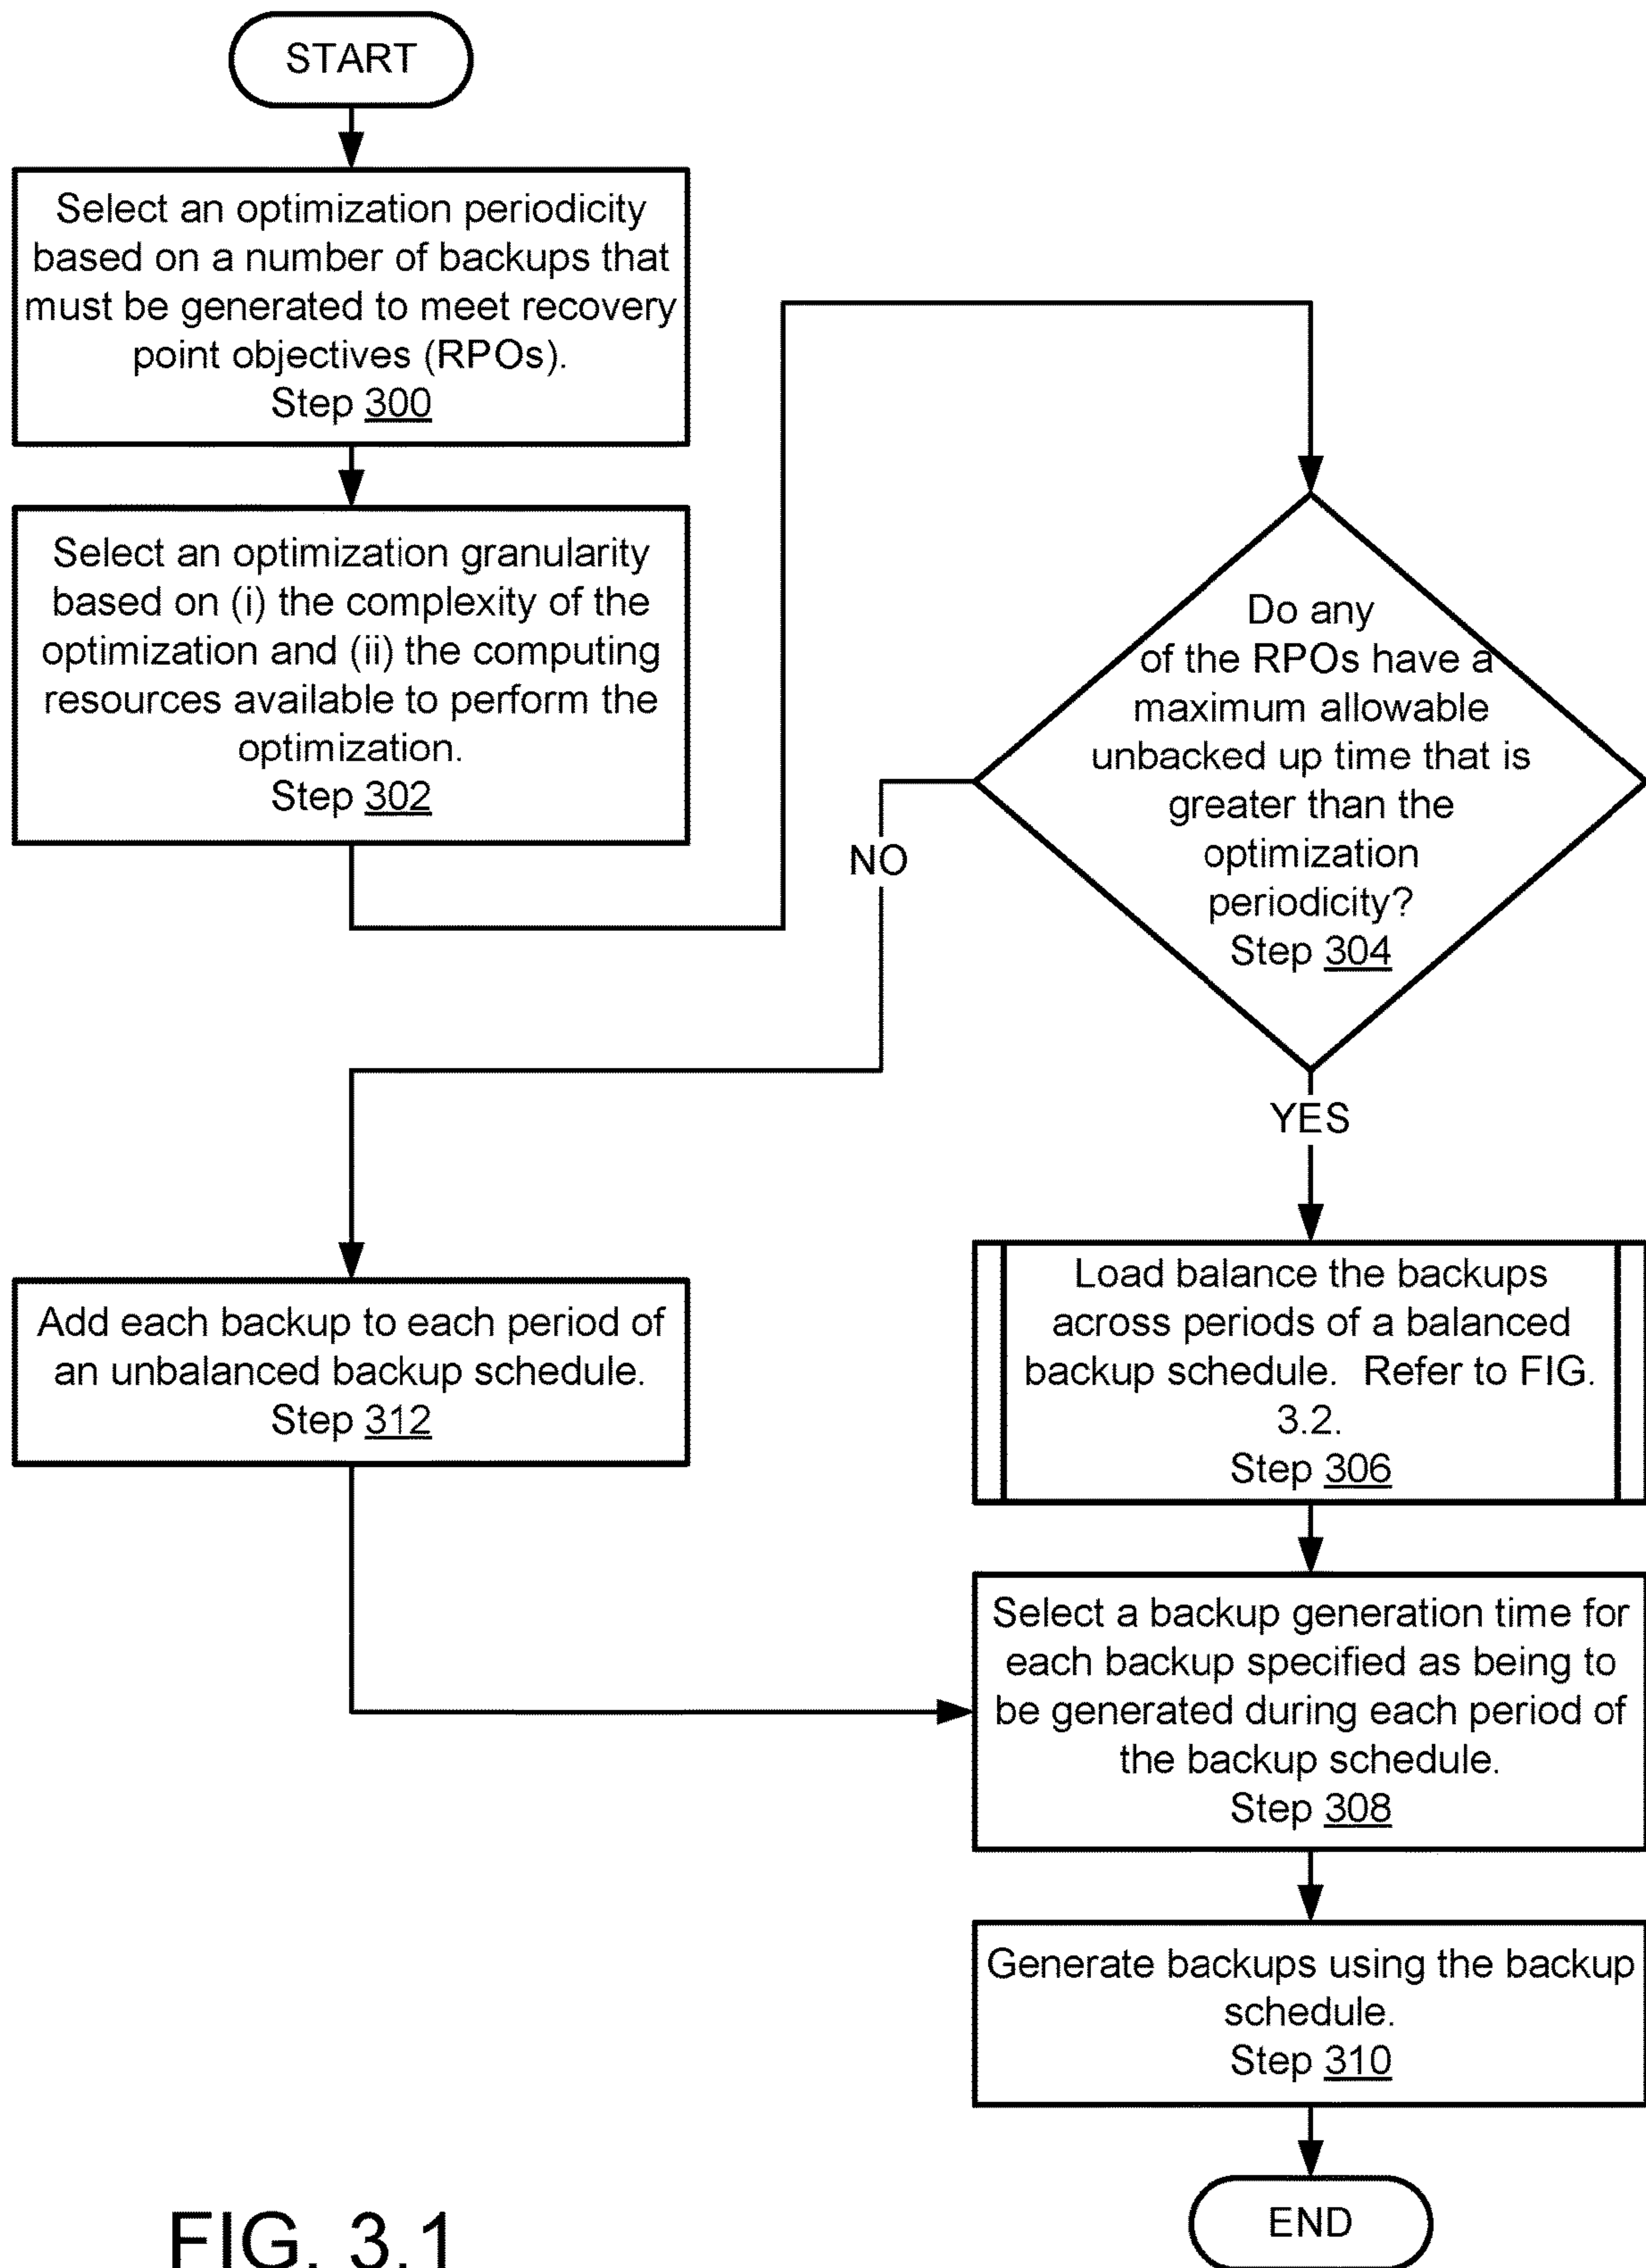 START
Select an optimization periodicity
based on a number of backups that
must be generated to meet recovery
point objectives (RPOs).
Step 300
Select an optimization granularity
based on (i) the complexity of the
optimization and (ii) the computing
resources available to perform the
optimization.
Step 302
Do any
of the RPOs have a
maximum allowable
unbacked up time that is
greater than the
optimization
periodicity?
Step 304
NO
YES
Add each backup to each period of
an unbalanced backup schedule.
Step 312
Load balance the backups
across periods of a balanced
backup schedule.  Refer to FIG.
3.2.
Step 306
Select a backup generation time for
each backup specified as being to
be generated during each period of
the backup schedule.
Step 308
Generate backups using the backup
schedule.
Step 310
END
FIG. 3.1